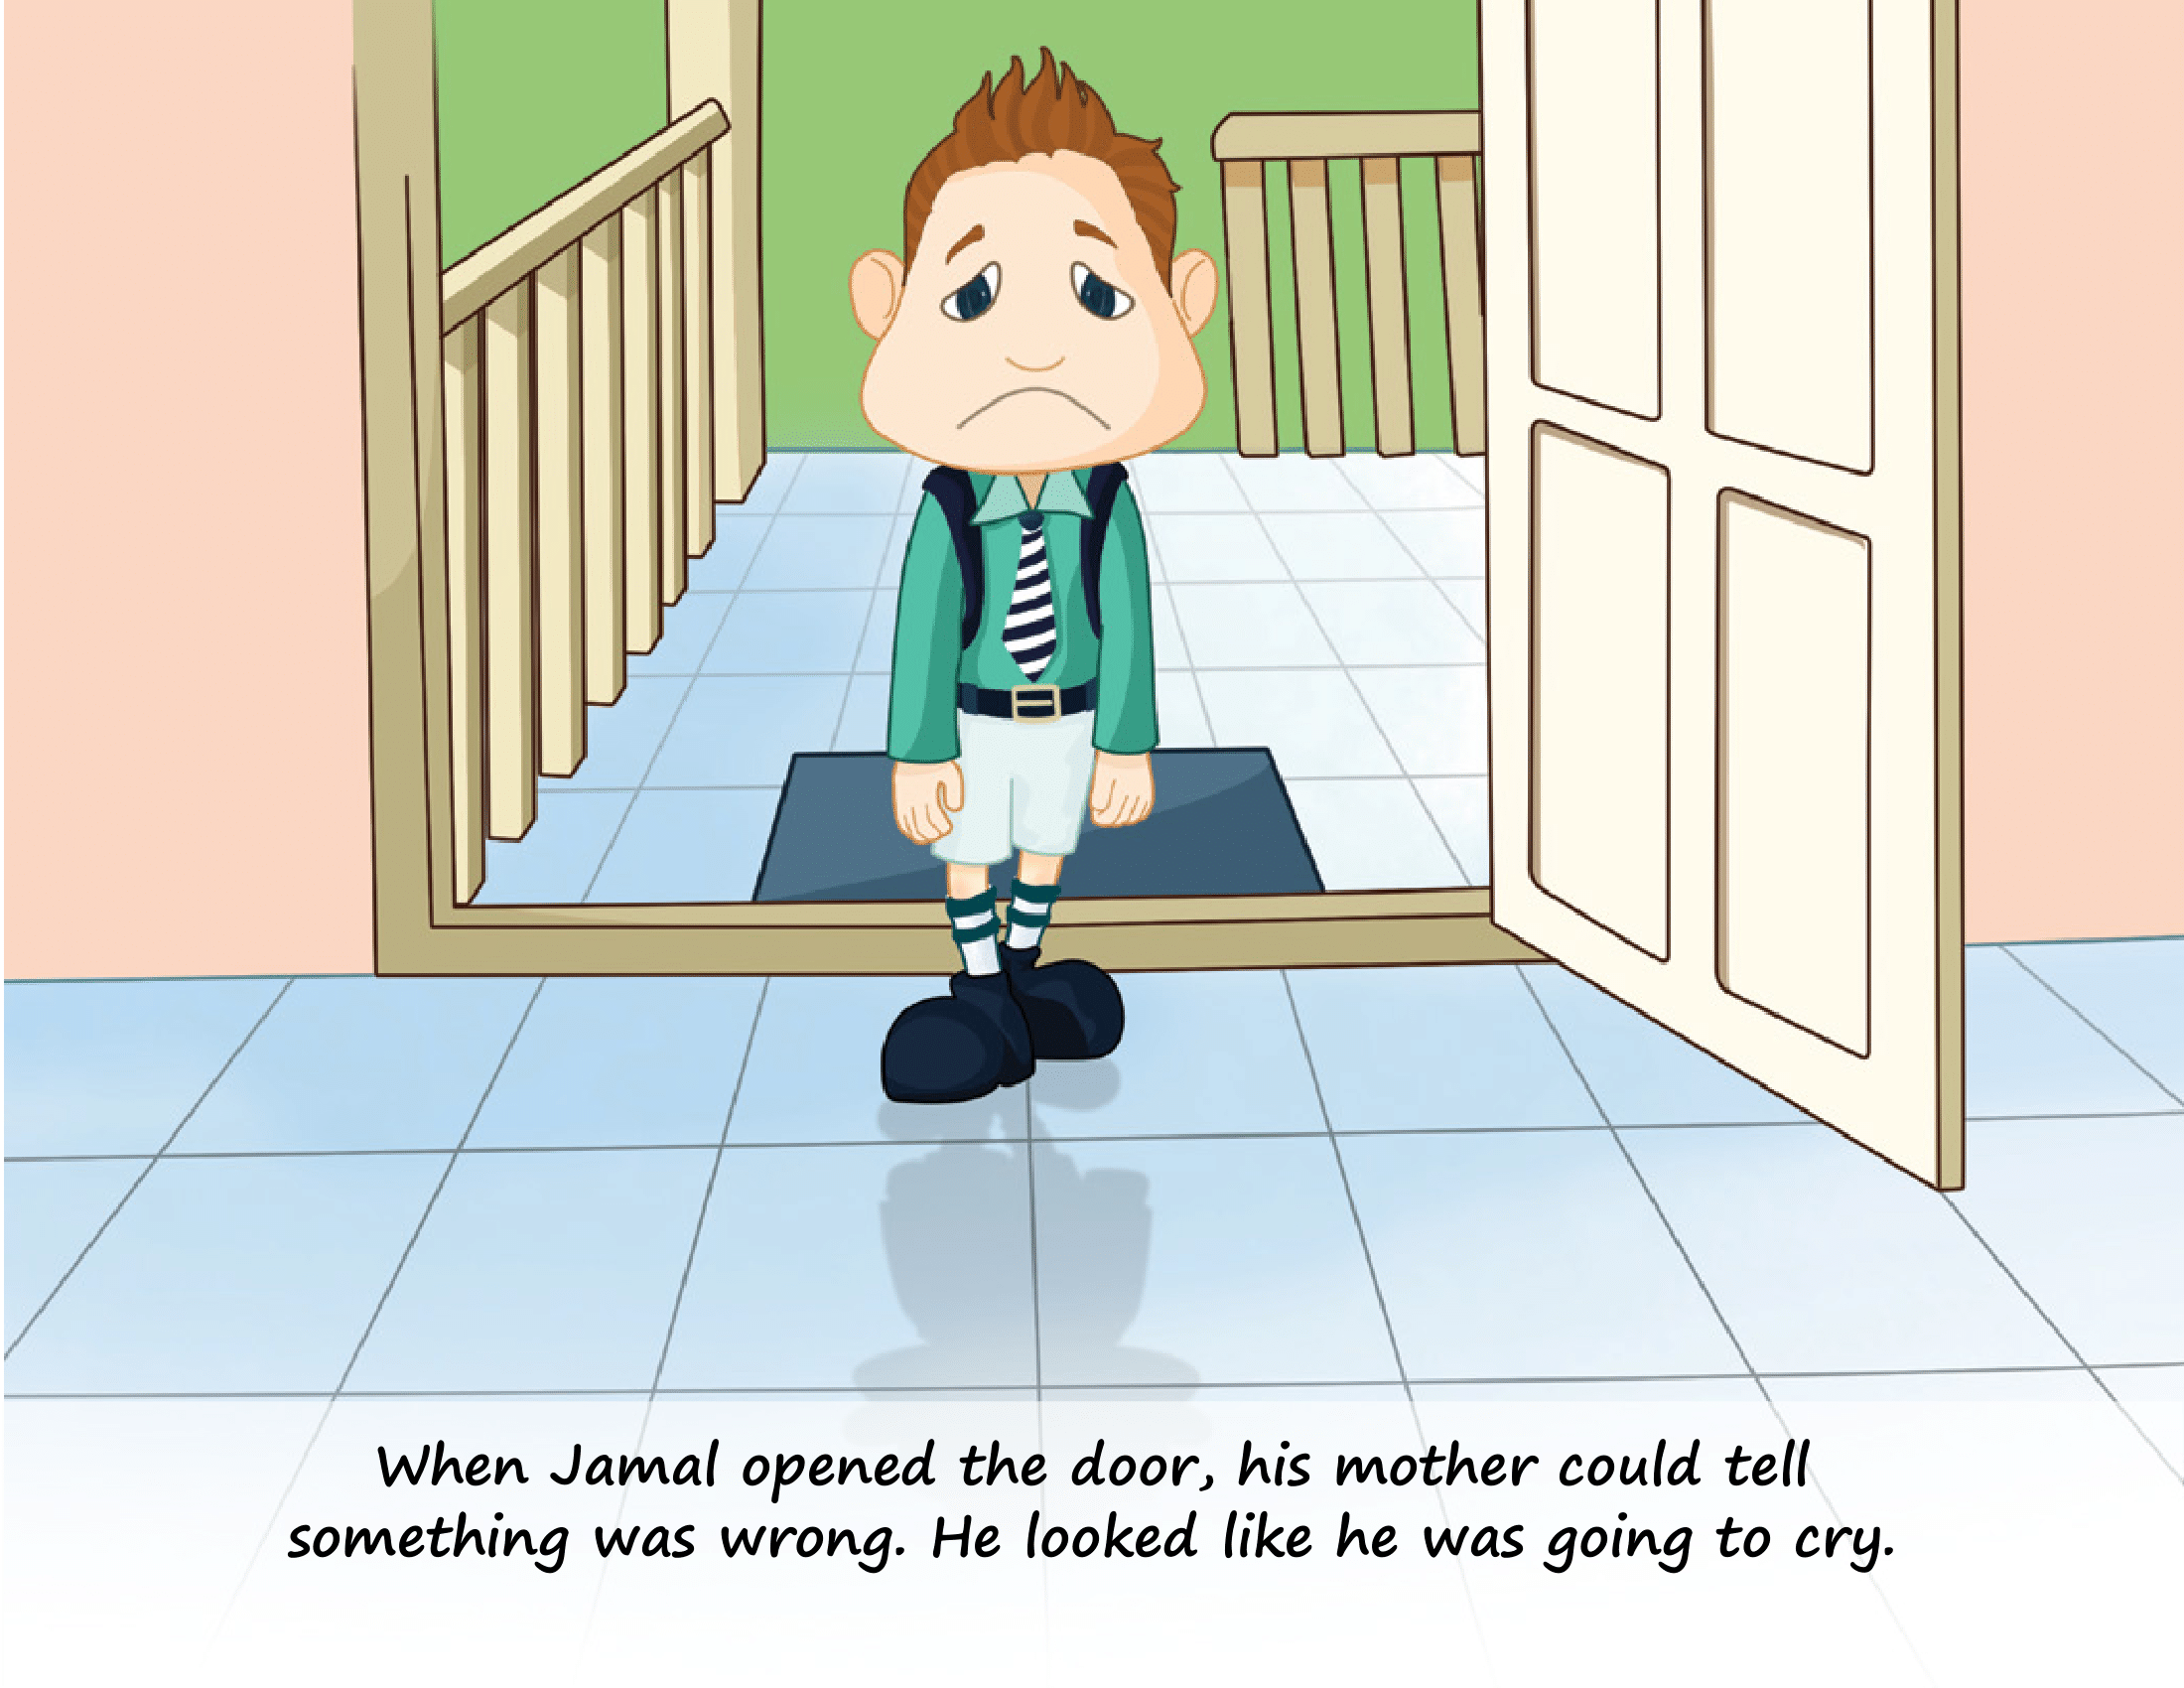 When Jamal opened the door, his mother could tell
something was wrong. He looked like he was going to cry.